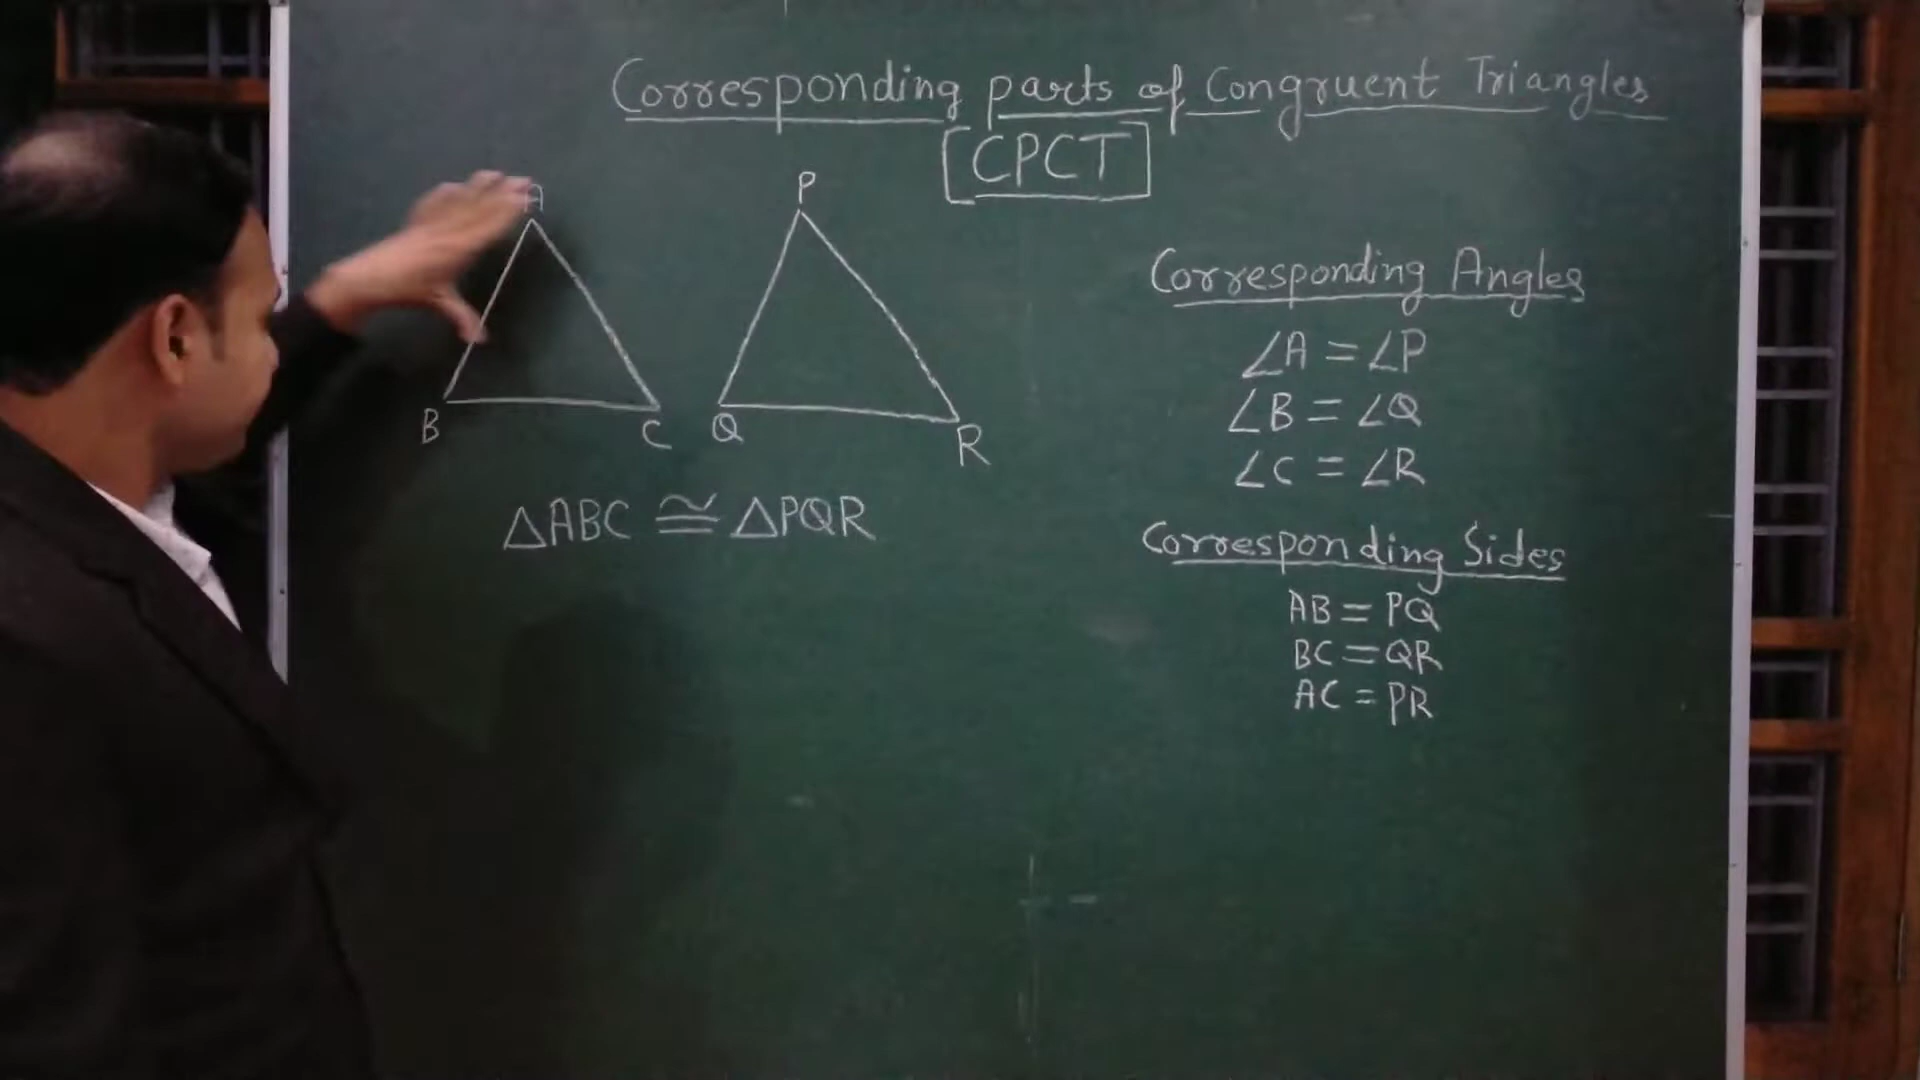 Corresponding parts of Congruent Triangles
[CPCT]
A
P
B
C
Q
R
△ABC ≅ △PQR
Corresponding Angles
∠A = ∠P
∠B = ∠Q
∠C = ∠R
Corresponding Sides
AB = PQ
BC = QR
AC = PR